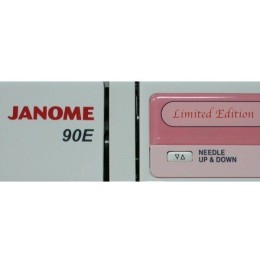 JANOME
90E
Limited Edition
NEEDLE
UP & DOWN